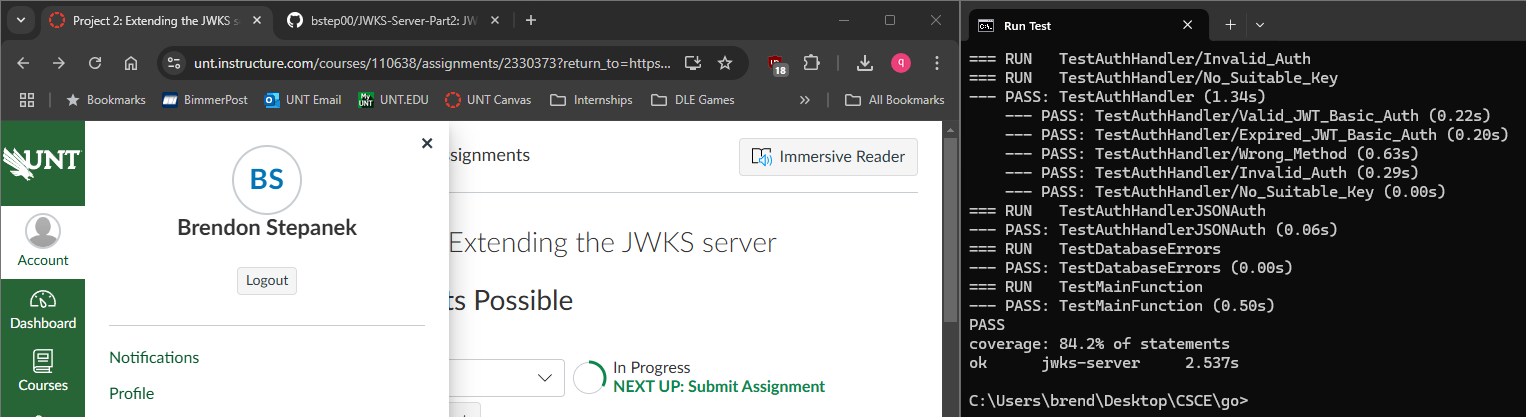 Project 2: Extending the JWKS s
bstep00/JWKS-Server-Part2: JW
unt.instructure.com/courses/110638/assignments/2330373?return_to=https...
18
q
Bookmarks
BimmerPost
UNT Email
UNT.EDU
UNT Canvas
Internships
DLE Games
»
All Bookmarks
UNT
Account
Dashboard
Courses
BS
Brendon Stepanek
Logout
Notifications
Profile
signments
Immersive Reader
Extending the JWKS server
ts Possible
In Progress
NEXT UP: Submit Assignment
Run Test
=== RUN   TestAuthHandler/Invalid_Auth
=== RUN   TestAuthHandler/No_Suitable_Key
--- PASS: TestAuthHandler (1.34s)
    --- PASS: TestAuthHandler/Valid_JWT_Basic_Auth (0.22s)
    --- PASS: TestAuthHandler/Expired_JWT_Basic_Auth (0.20s)
    --- PASS: TestAuthHandler/Wrong_Method (0.63s)
    --- PASS: TestAuthHandler/Invalid_Auth (0.29s)
    --- PASS: TestAuthHandler/No_Suitable_Key (0.00s)
=== RUN   TestAuthHandlerJSONAuth
--- PASS: TestAuthHandlerJSONAuth (0.06s)
=== RUN   TestDatabaseErrors
--- PASS: TestDatabaseErrors (0.00s)
=== RUN   TestMainFunction
--- PASS: TestMainFunction (0.50s)
PASS
coverage: 84.2% of statements
ok      jwks-server     2.537s
C:\Users\brend\Desktop\CSCE\go>